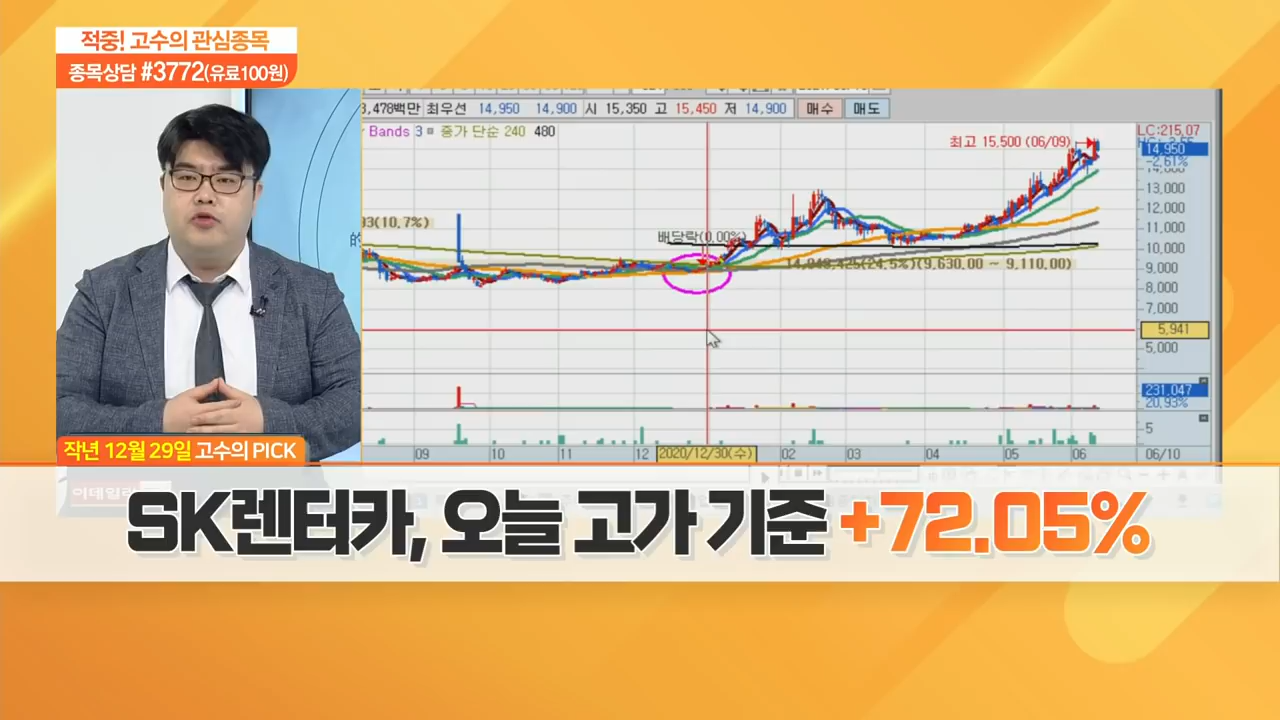 적중! 고수의 관심종목
종목상담 #3772(유료100원)
3,478백만 최우선 14,950 14,900 시 15,350 고 15,450 저 14,900 매수 매도
Bands 3 종가 단순 240 480
최고 15,500 (06/09)
LC:215,07
14,950
-2,61%
14,000
13,000
12,000
11,000
10,000
9,000
8,000
7,000
5,941
5,000
03(10,7%)
배당락(0,00%)
14,048,425(24,5%)(9,630,00 ~ 9,110,00)
231,047
20,93%
5
09 10 11 12 2020/12/30(수) 02 03 04 05 06 06/10
작년 12월 29일 고수의 PICK
이데일리
SK렌터카, 오늘 고가 기준 +72.05%